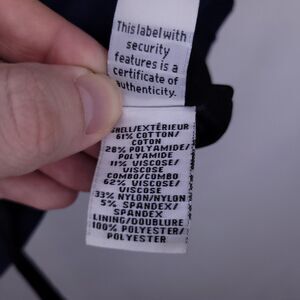 This label with
security
features is a
certificate of
authenticity.
SHELL/EXTÉRIEUR
61% COTTON/
COTON
28% POLYAMIDE/
POLYAMIDE
11% VISCOSE/
VISCOSE
COMBO/COMBO
62% VISCOSE/
VISCOSE
33% NYLON/NYLON
5% SPANDEX/
SPANDEX
LINING/DOUBLURE
100% POLYESTER/
POLYESTER